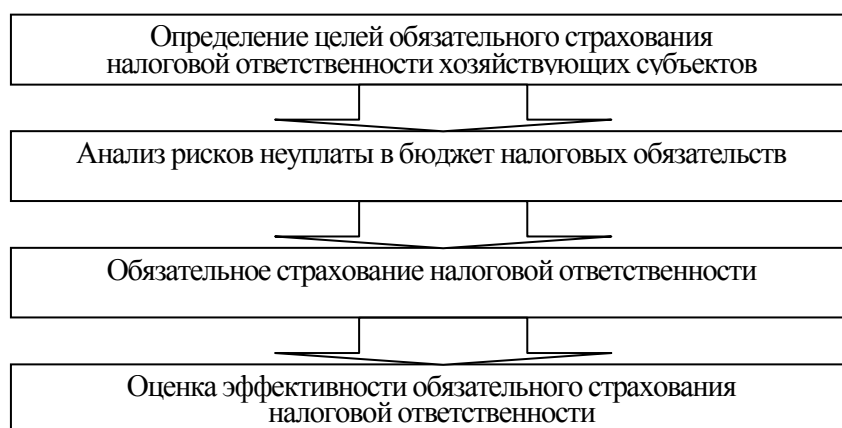 Определение целей обязательного страхования
налоговой ответственности хозяйствующих субъектов
Анализ рисков неуплаты в бюджет налоговых обязательств
Обязательное страхование налоговой ответственности
Оценка эффективности обязательного страхования
налоговой ответственности